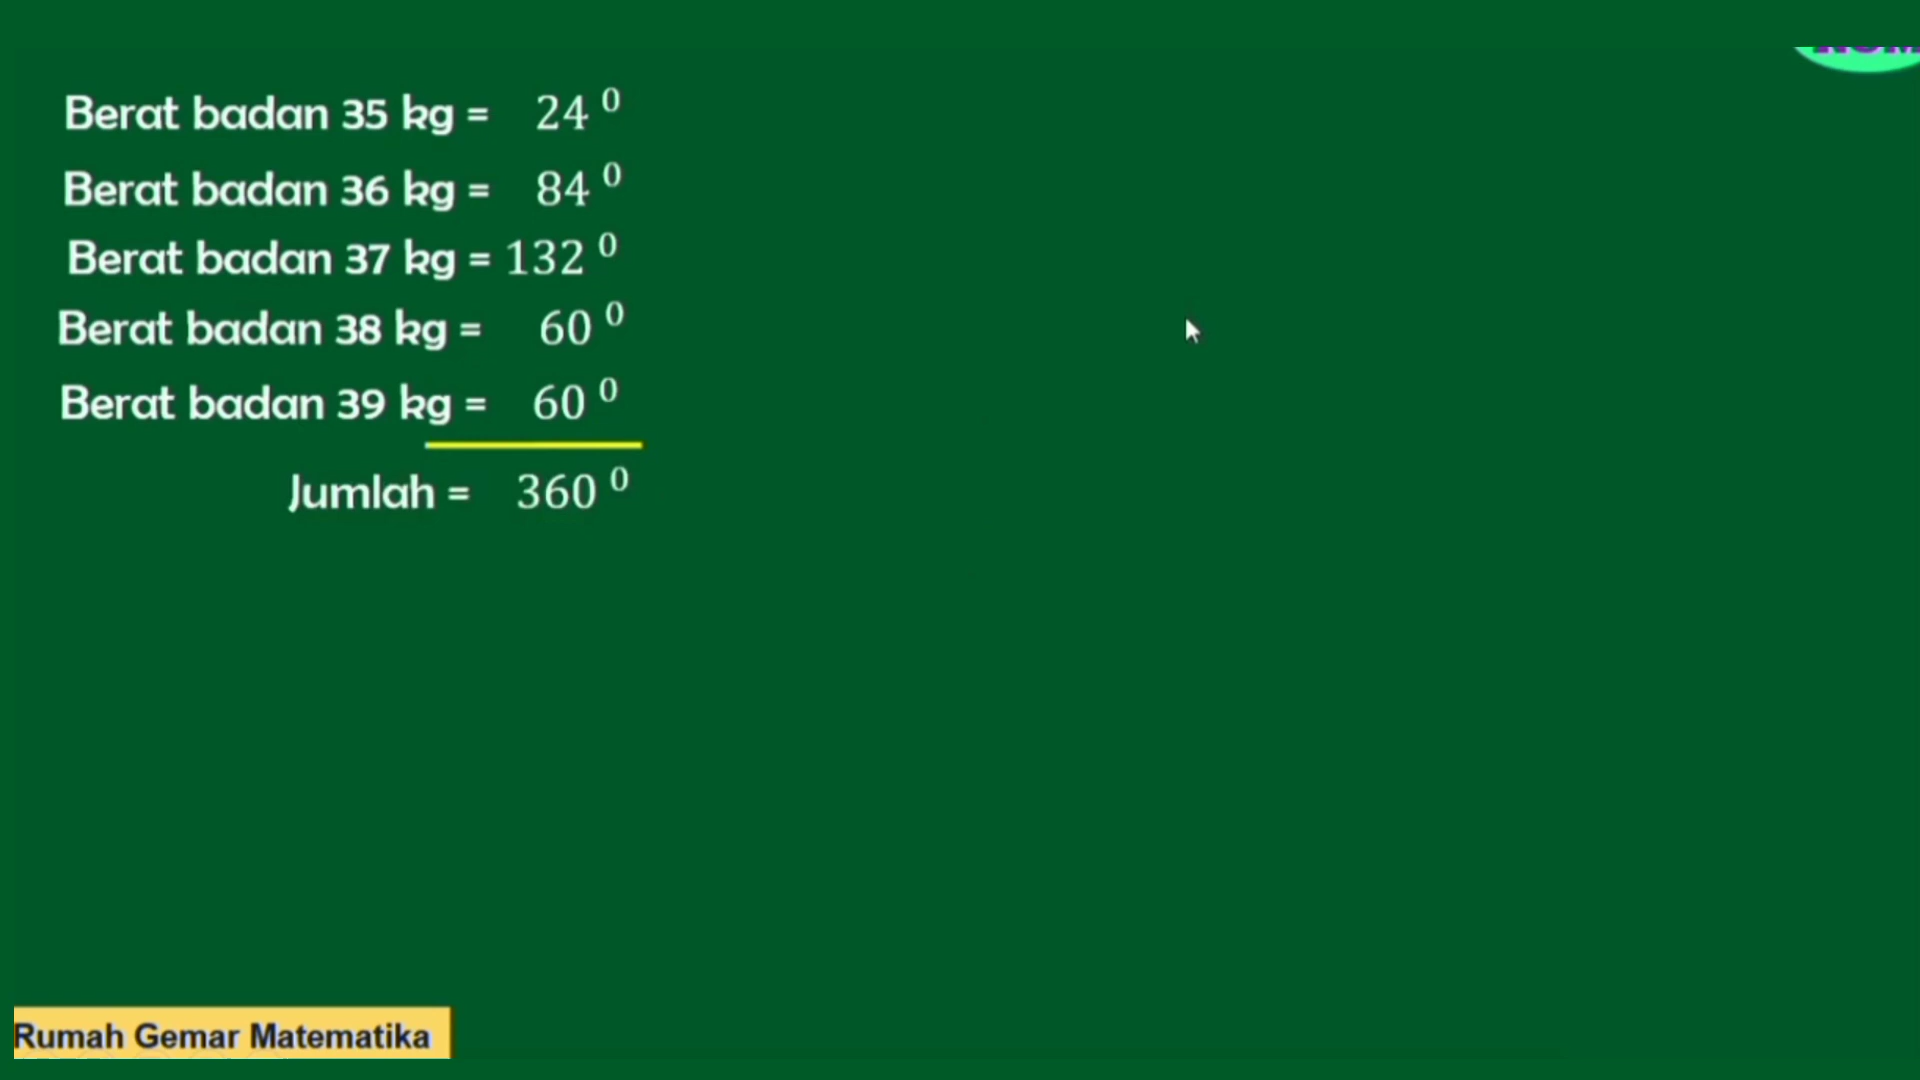 Berat badan 35 kg = 24 ⁰
Berat badan 36 kg = 84 ⁰
Berat badan 37 kg = 132 ⁰
Berat badan 38 kg = 60 ⁰
Berat badan 39 kg = 60 ⁰
Jumlah = 360 ⁰
Rumah Gemar Matematika